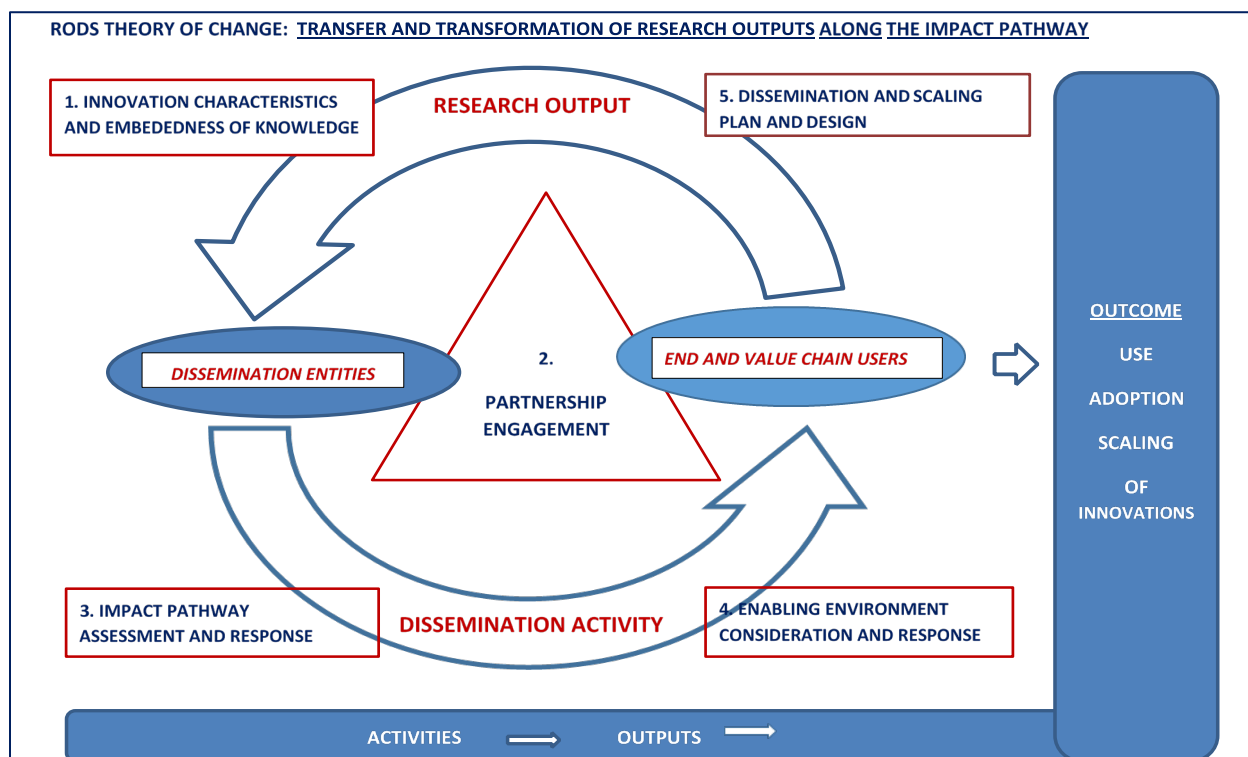 RODS THEORY OF CHANGE: TRANSFER AND TRANSFORMATION OF RESEARCH OUTPUTS ALONG THE IMPACT PATHWAY
1. INNOVATION CHARACTERISTICS
AND EMBEDEDNESS OF KNOWLEDGE
RESEARCH OUTPUT
5. DISSEMINATION AND SCALING
PLAN AND DESIGN
DISSEMINATION ENTITIES
2.
PARTNERSHIP
ENGAGEMENT
END AND VALUE CHAIN USERS
OUTCOME
USE
ADOPTION
SCALING
OF
INNOVATIONS
3. IMPACT PATHWAY
ASSESSMENT AND RESPONSE
DISSEMINATION ACTIVITY
4. ENABLING ENVIRONMENT
CONSIDERATION AND RESPONSE
ACTIVITIES
OUTPUTS